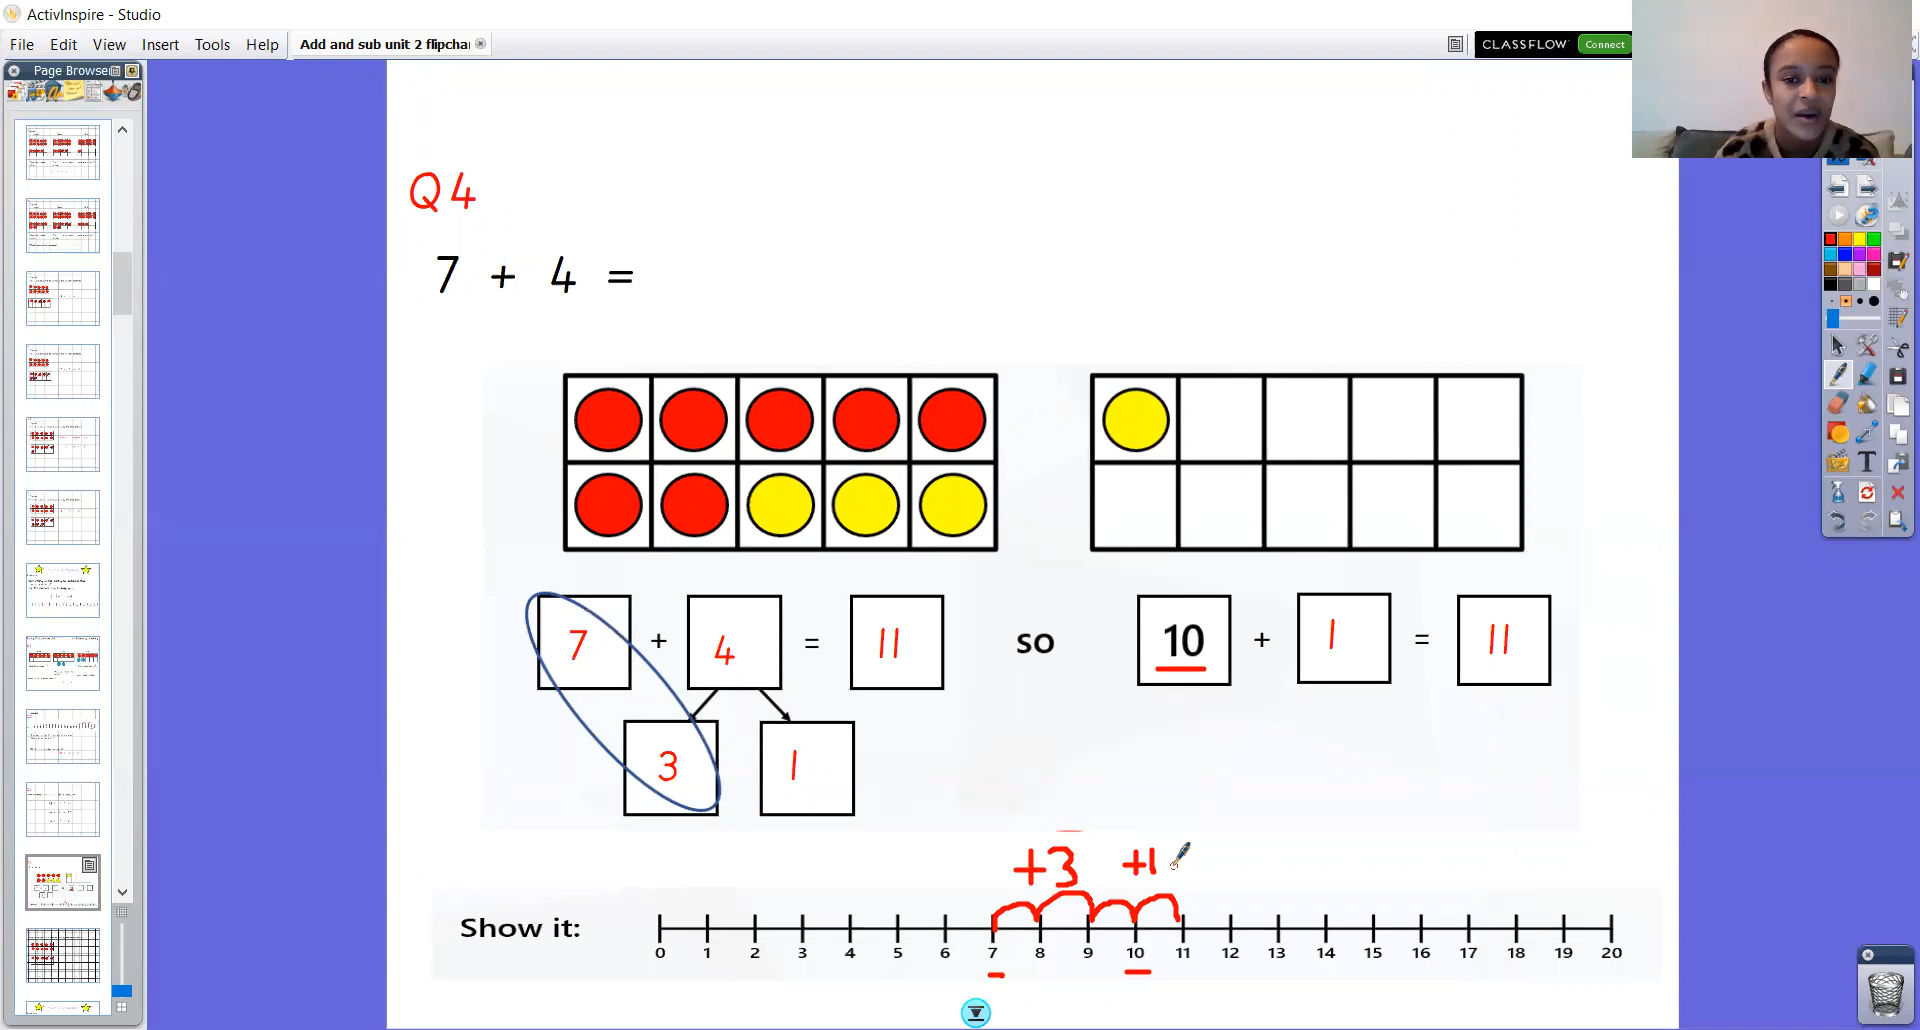 ActivInspire - Studio
File Edit View Insert Tools Help Add and sub unit 2 flipchar
CLASSFLOW Connect
Page Browser
Q4
7 + 4 =
7 + 4 = 11 so 10 + 1 = 11
3 1
+3 +1
Show it:
0 1 2 3 4 5 6 7 8 9 10 11 12 13 14 15 16 17 18 19 20